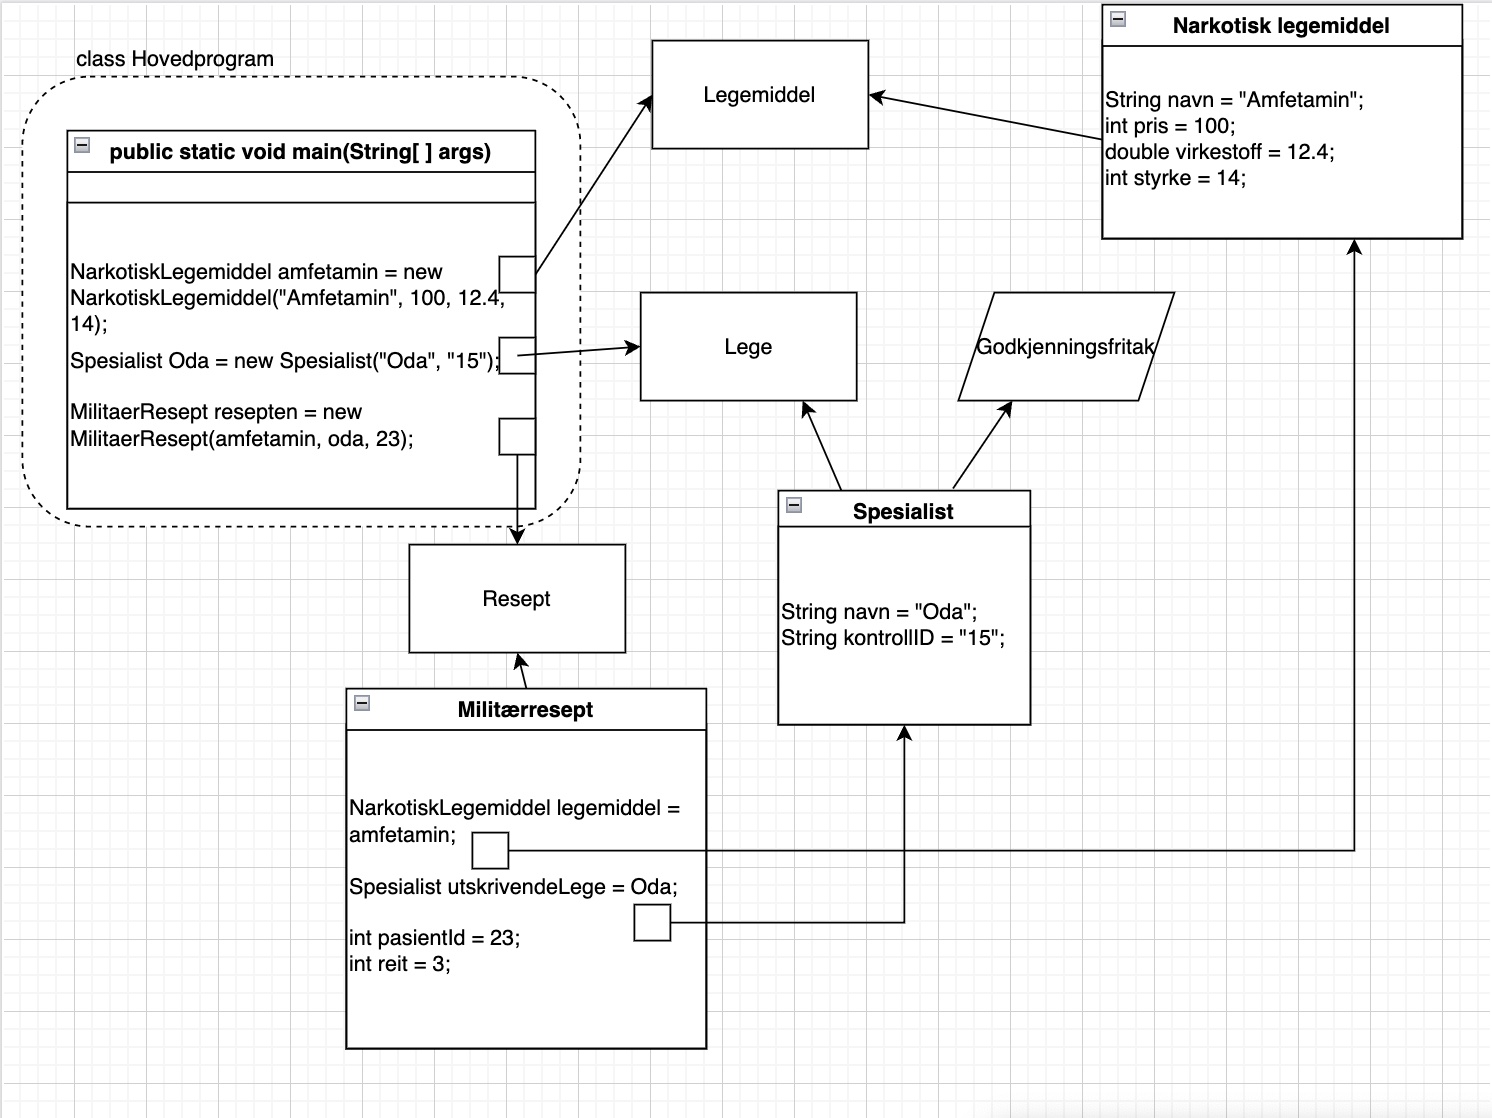 class Hovedprogram
public static void main(String[ ] args)
NarkotiskLegemiddel amfetamin = new
NarkotiskLegemiddel("Amfetamin", 100, 12.4,
14);
Spesialist Oda = new Spesialist("Oda", "15");
MilitaerResept resepten = new
MilitaerResept(amfetamin, oda, 23);
Legemiddel
Narkotisk legemiddel
String navn = "Amfetamin";
int pris = 100;
double virkestoff = 12.4;
int styrke = 14;
Lege
Godkjenningsfritak
Resept
Spesialist
String navn = "Oda";
String kontrollID = "15";
Militærresept
NarkotiskLegemiddel legemiddel =
amfetamin;
Spesialist utskrivendeLege = Oda;
int pasientId = 23;
int reit = 3;